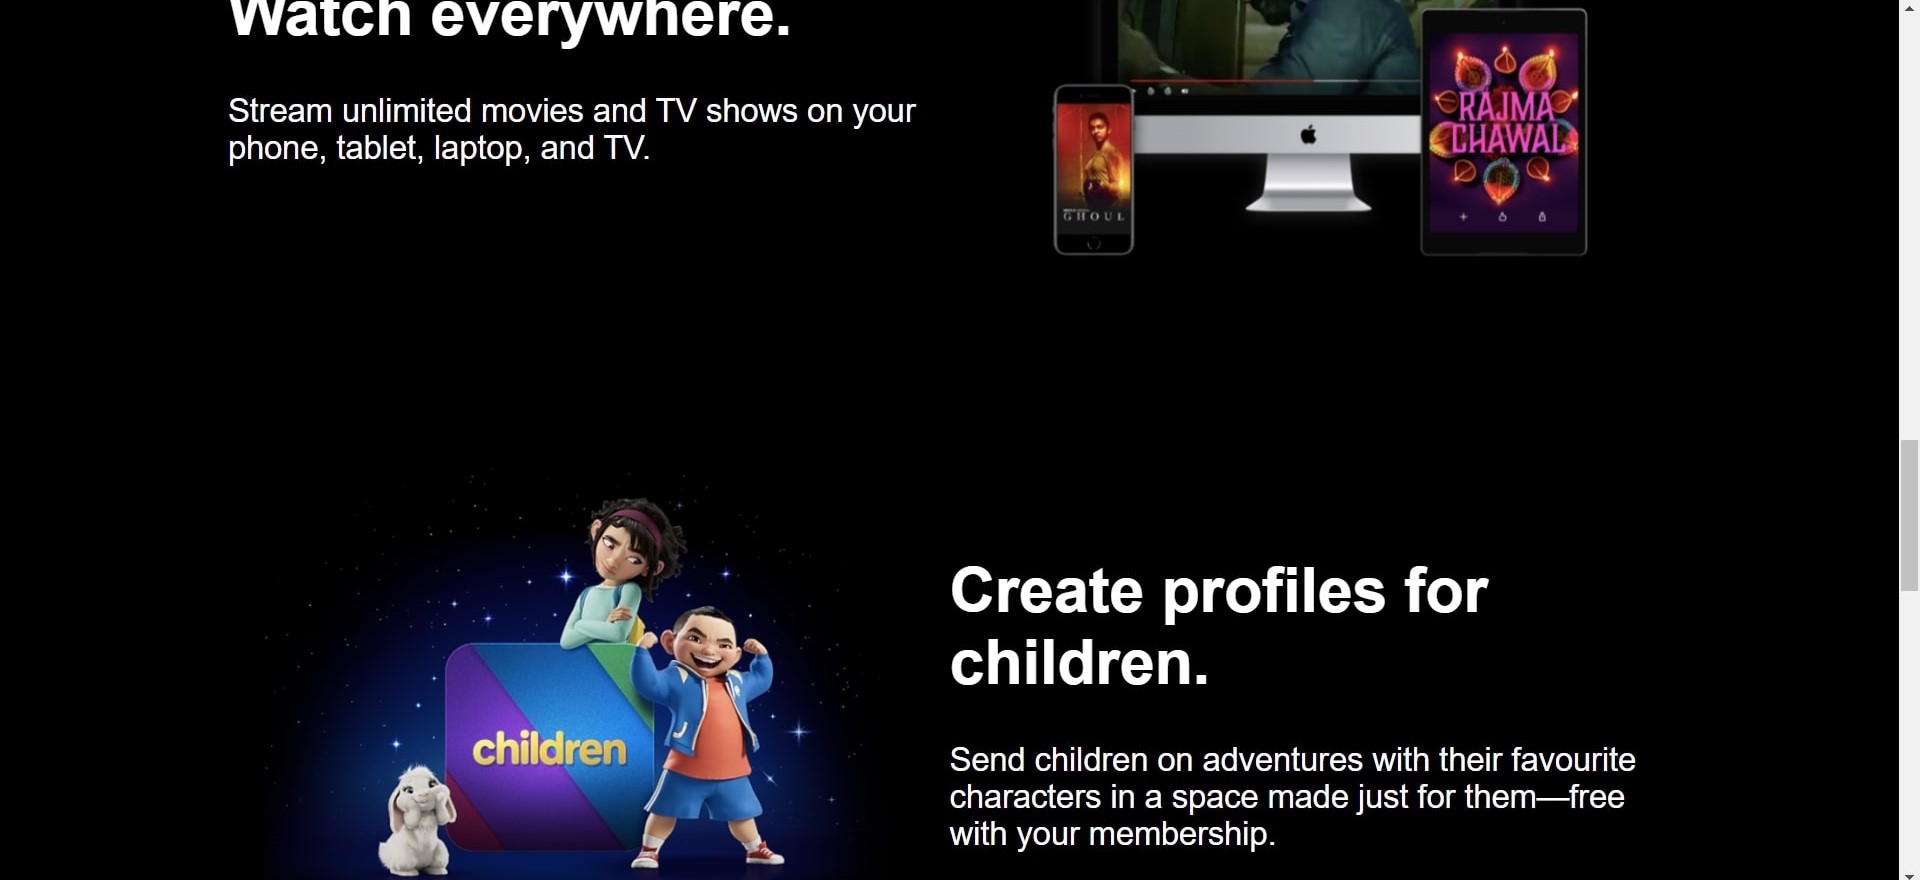 Watch everywhere.
Stream unlimited movies and TV shows on your
phone, tablet, laptop, and TV.
GHOUL
RAJMA
CHAWAL
children
Create profiles for
children.
Send children on adventures with their favourite
characters in a space made just for them—free
with your membership.